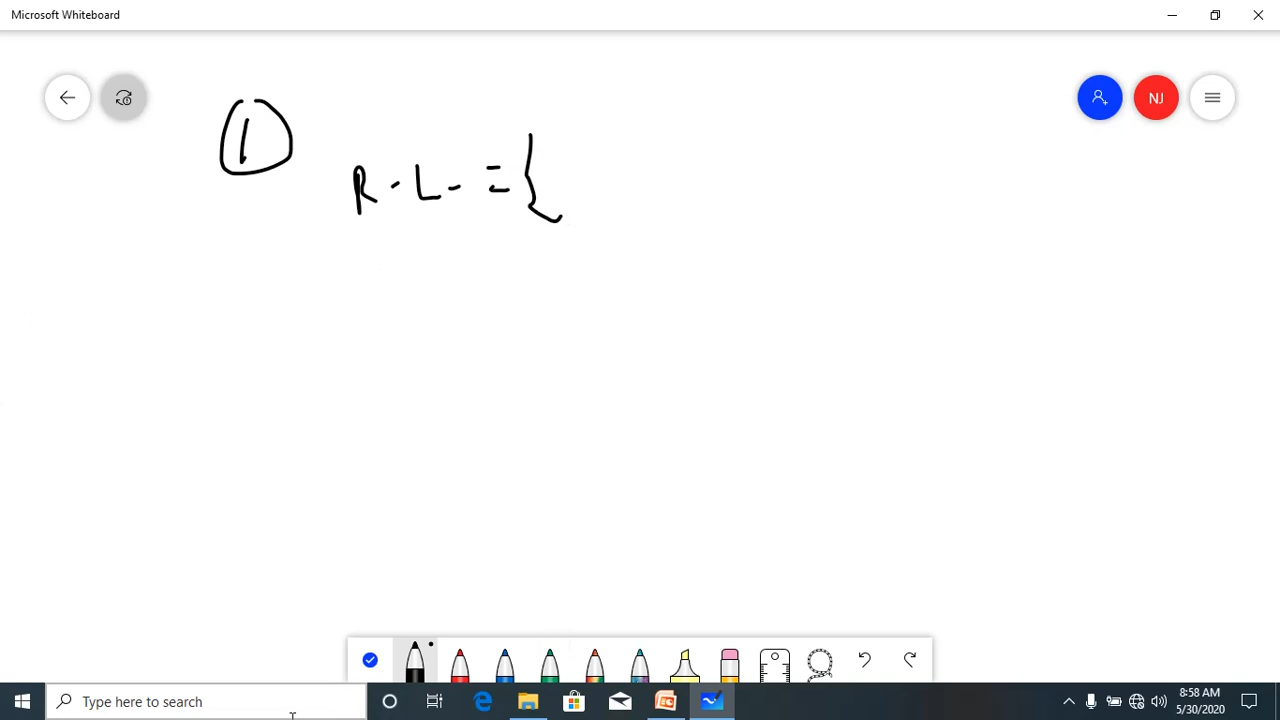 Microsoft Whiteboard
NJ
1
R.L. = {
Type here to search
8:58 AM
5/30/2020